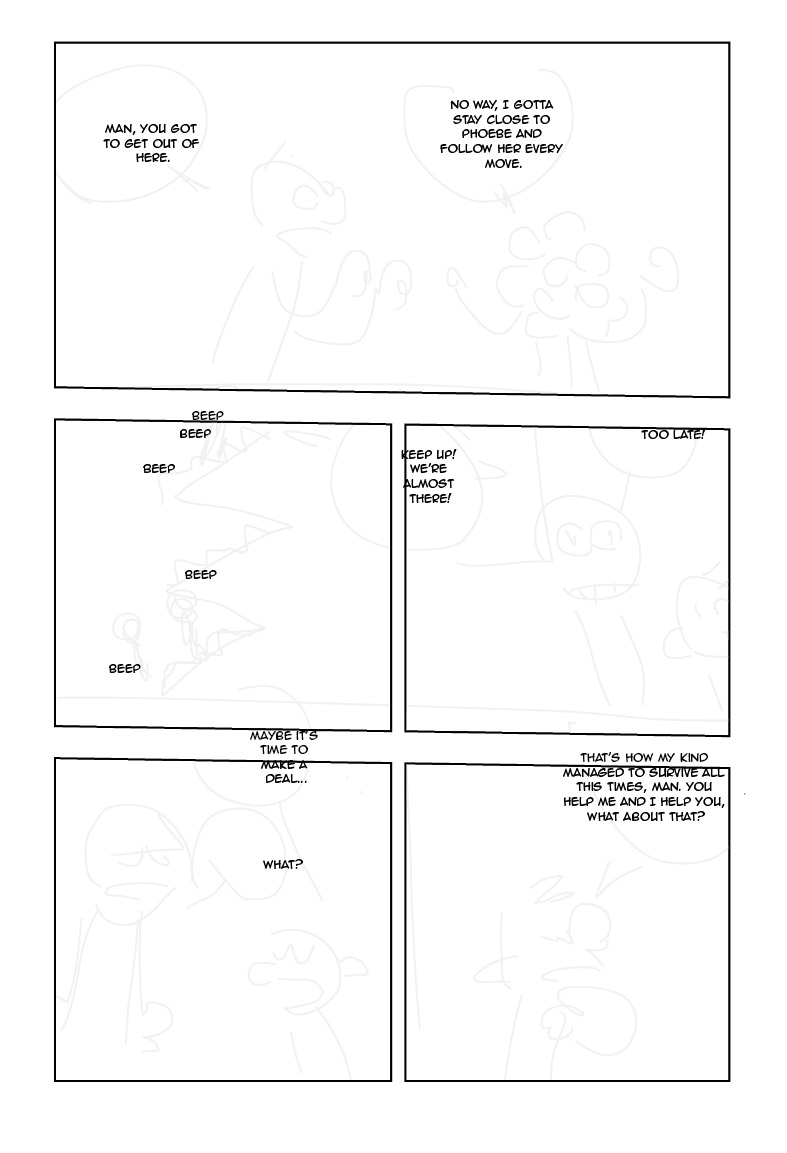 MAN, YOU GOT
TO GET OUT OF
HERE.
NO WAY, I GOTTA
STAY CLOSE TO
PHOEBE AND
FOLLOW HER EVERY
MOVE.
BEEP
BEEP
BEEP
BEEP
BEEP
KEEP UP!
WE'RE
ALMOST
THERE!
TOO LATE!
MAYBE IT'S
TIME TO
MAKE A
DEAL...
WHAT?
THAT'S HOW MY KIND
MANAGED TO SURVIVE ALL
THIS TIMES, MAN. YOU
HELP ME AND I HELP YOU,
WHAT ABOUT THAT?